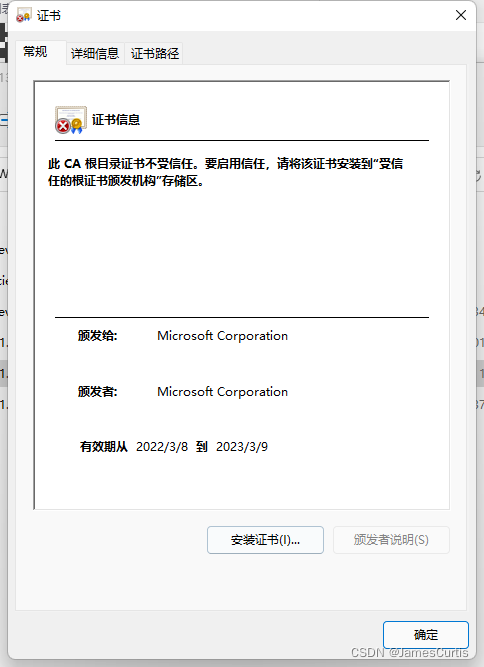 证书
常规
详细信息
证书路径
证书信息
此 CA 根目录证书不受信任。要启用信任，请将该证书安装到“受信
任的根证书颁发机构”存储区。
颁发给: Microsoft Corporation
颁发者: Microsoft Corporation
有效期从 2022/3/8 到 2023/3/9
安装证书(I)...
颁发者说明(S)
确定
CSDN @JamesCurtis